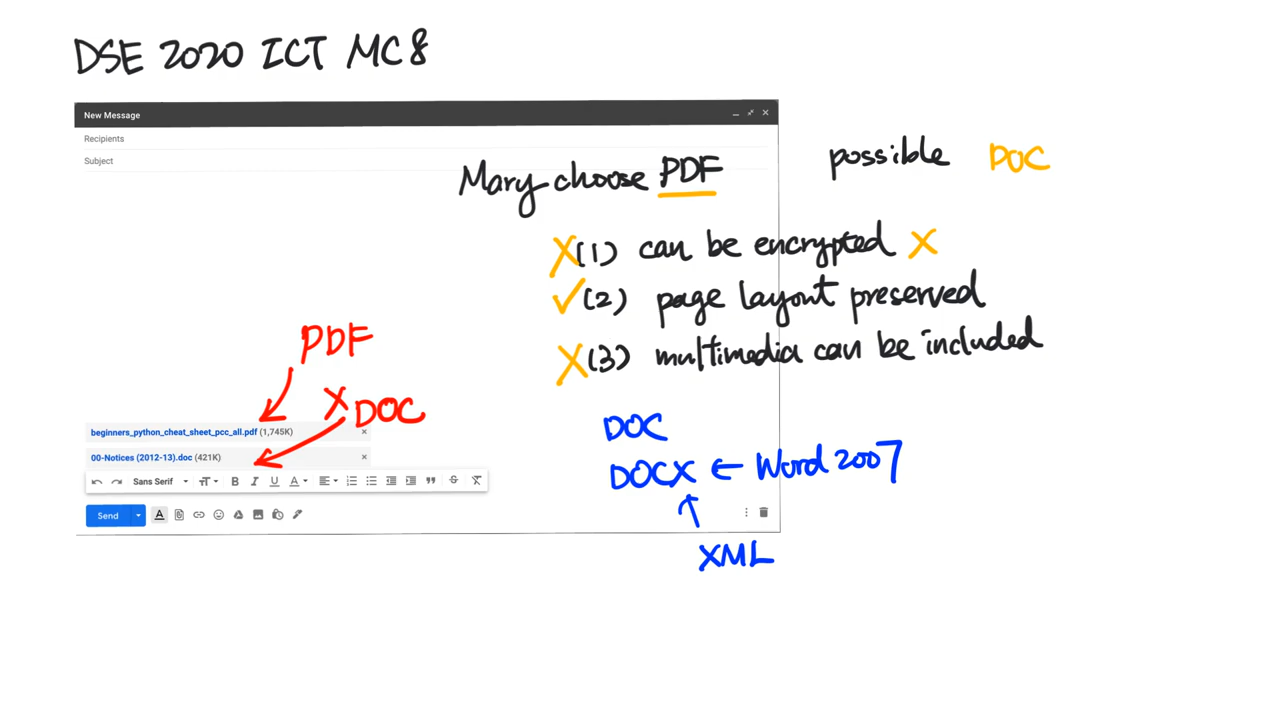 DSE 2020 ICT MC8
New Message
Recipients
Subject
Mary choose PDF
possible DOC
X (1) can be encrypted X
✓ (2) page layout preserved
X (3) multimedia can be included
PDF
X DOC
beginners_python_cheat_sheet_pcc_all.pdf (1,745K)
00-Notices (2012-13).doc (421K)
Sans Serif
Send
DOC
DOCX ← Word 2007
XML